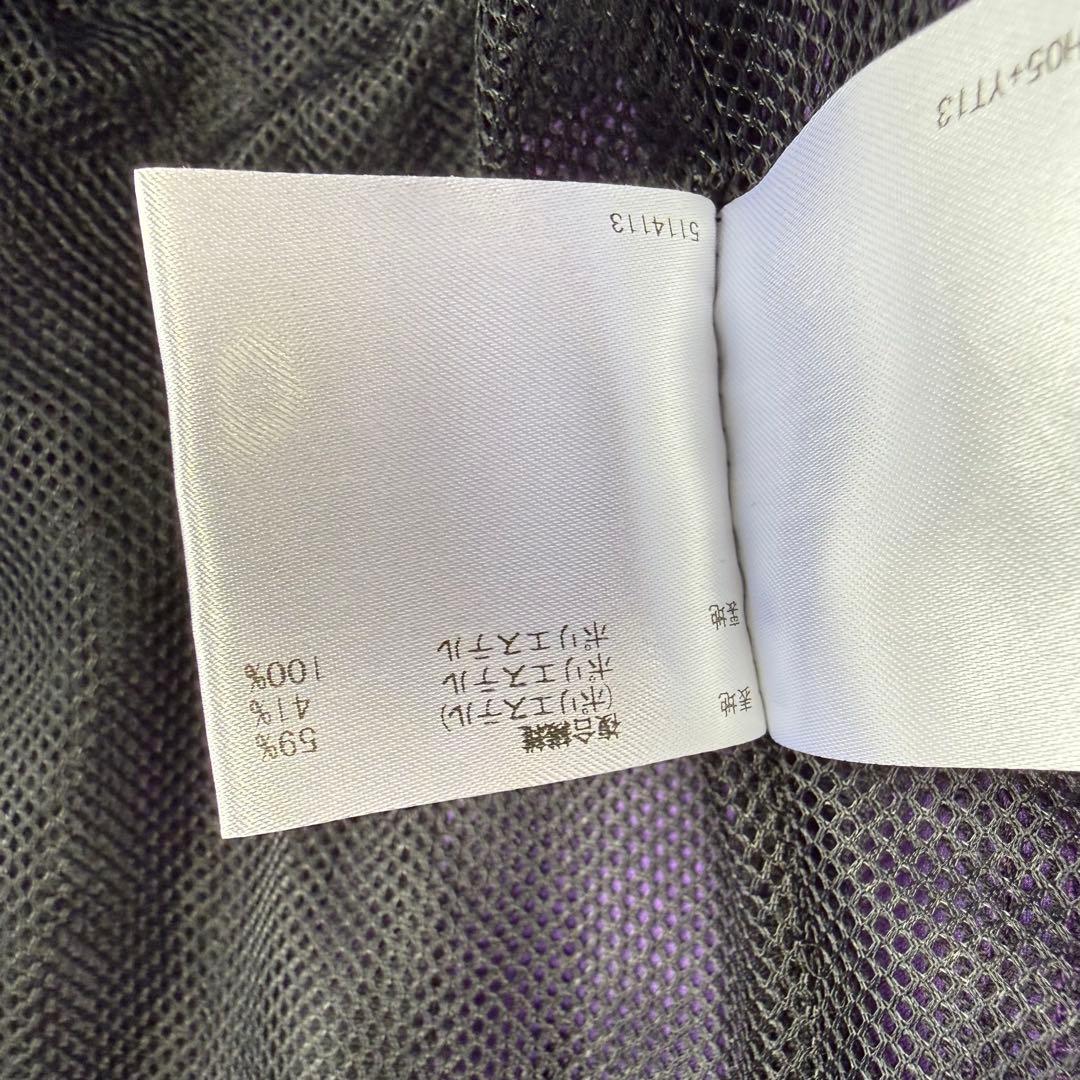 表地 複合繊維
(ポリエステル) 59%
ポリエステル 41%
裏地 ポリエステル 100%
5114113
H05+YT13